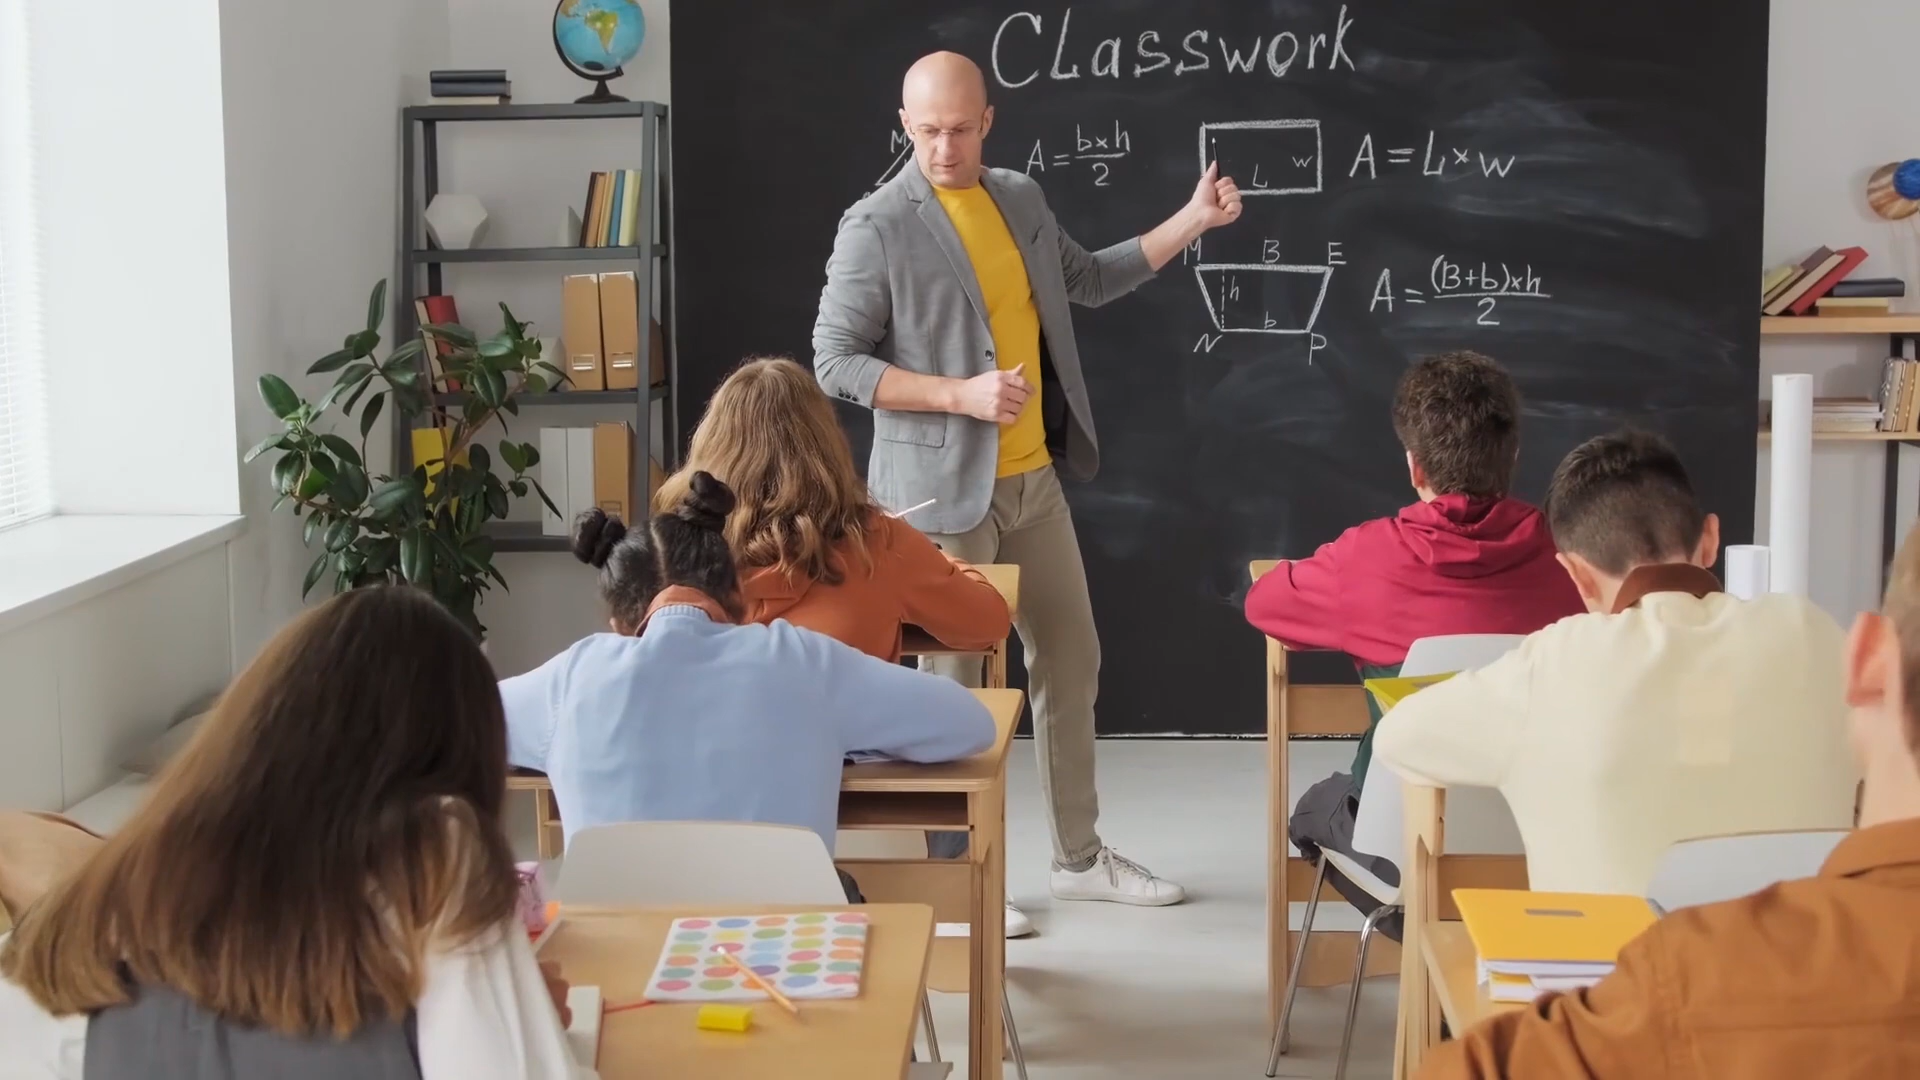 Classwork
M
A = b×h
2
L w
A = L×w
M B E
h
b
N P
A = (B+b)×h
2